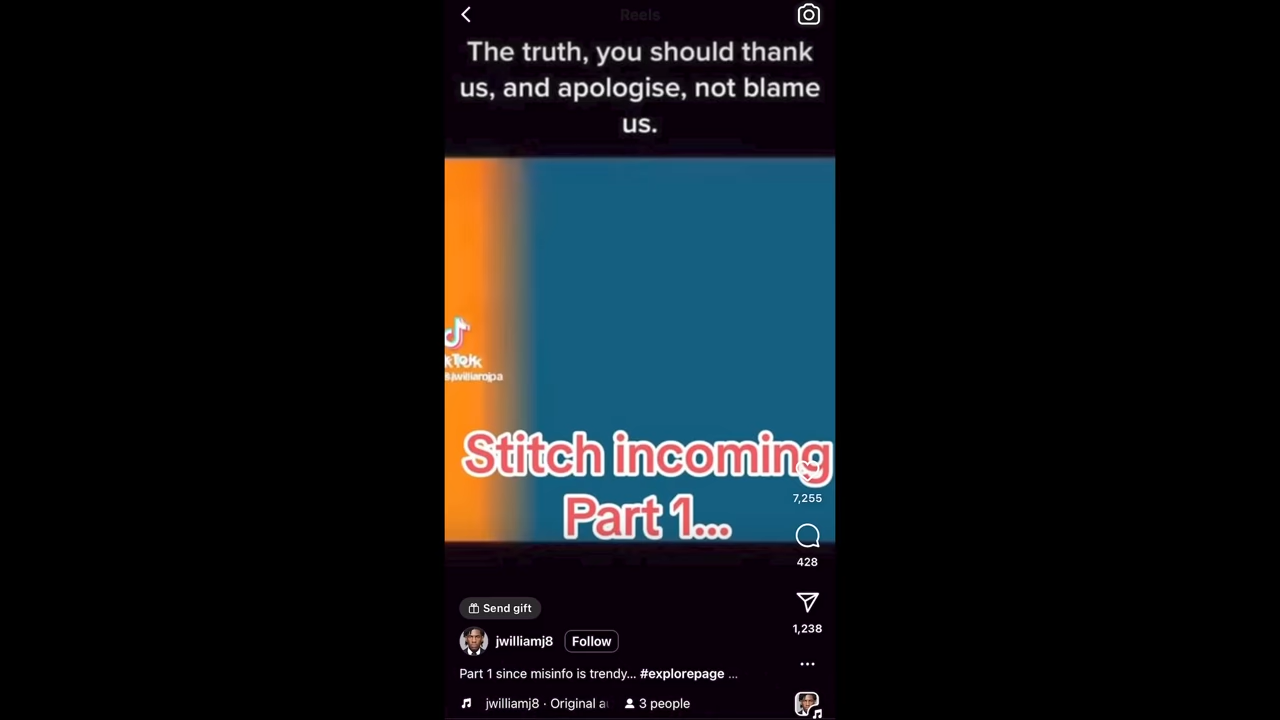 Reels
The truth, you should thank
us, and apologise, not blame
us.
Stitch incoming
Part 1...
7,255
428
Send gift
1,238
jwilliamj8
Follow
Part 1 since misinfo is trendy... #explorepage ...
jwilliamj8 · Original
3 people